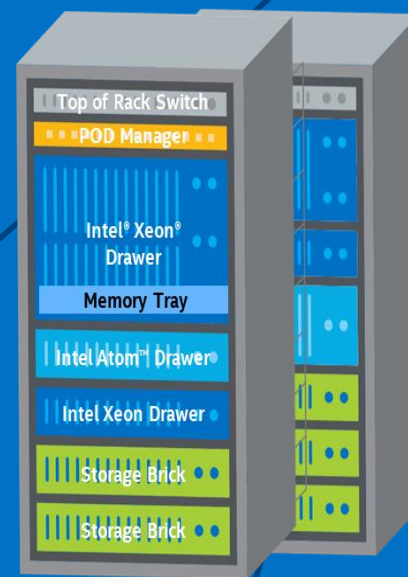 Top of Rack Switch
POD Manager
Intel® Xeon®
Drawer
Memory Tray
Intel Atom™ Drawer
Intel Xeon Drawer
Storage Brick
Storage Brick